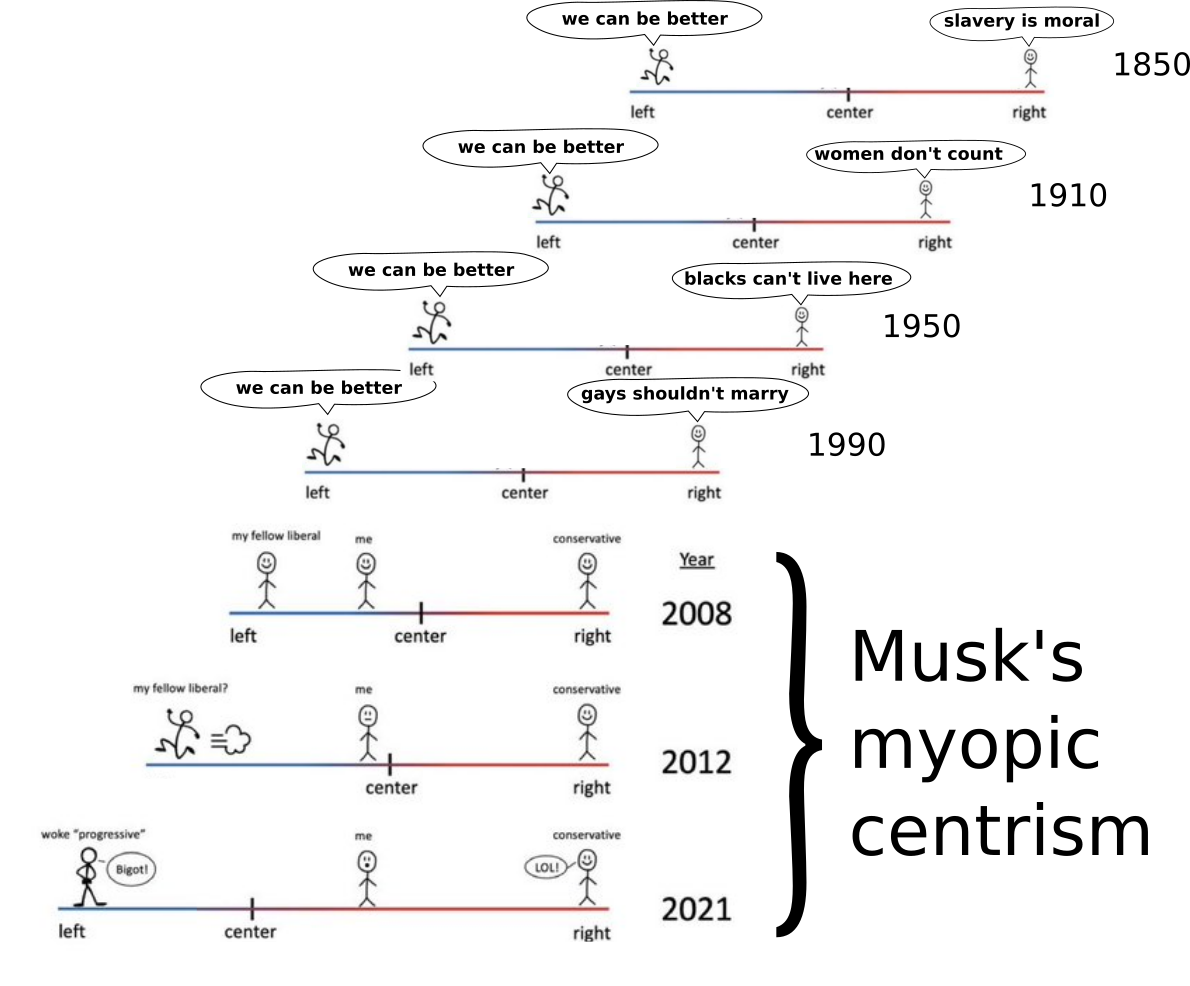 we can be better
slavery is moral
1850
left
center
right
we can be better
women don't count
1910
left
center
right
we can be better
blacks can't live here
1950
left
center
right
we can be better
gays shouldn't marry
1990
left
center
right
my fellow liberal
me
conservative
Year
2008
left
center
right
my fellow liberal?
me
conservative
2012
center
right
woke "progressive"
me
conservative
Bigot!
LOL!
2021
left
center
right
Musk's
myopic
centrism